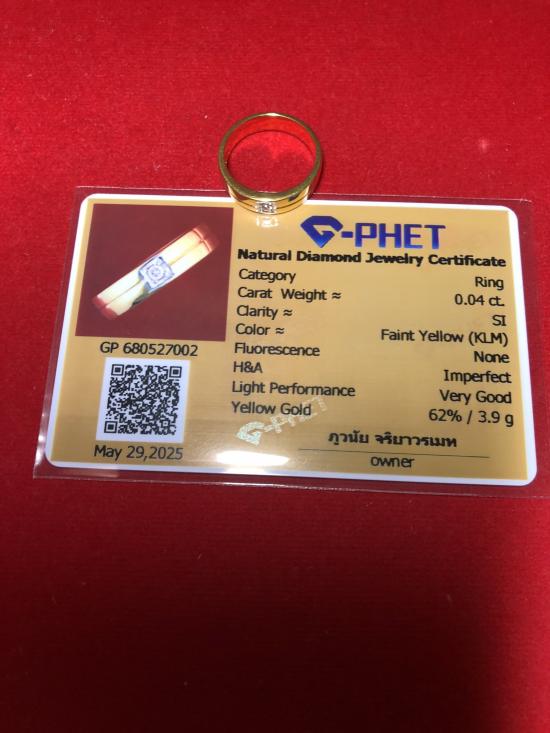 G-PHET
Natural Diamond Jewelry Certificate
Category Ring
Carat Weight ≈ 0.04 ct.
Clarity ≈ SI
Color ≈ Faint Yellow (KLM)
Fluorescence None
H&A Imperfect
Light Performance Very Good
Yellow Gold 62% / 3.9 g
G-PHET
ภูวนัย จริยาวรเมท
owner
GP 680527002
May 29,2025